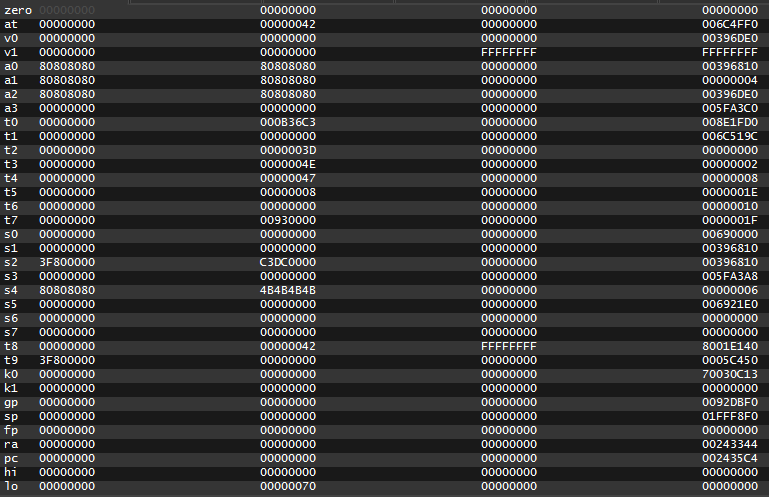 zero 00000000 00000000 00000000 00000000
at 00000000 00000042 00000000 006C4FF0
v0 00000000 00000000 00000000 00396DE0
v1 00000000 00000000 FFFFFFFF FFFFFFFF
a0 80808080 80808080 00000000 00396810
a1 80808080 80808080 00000000 00000004
a2 80808080 80808080 00000000 00396DE0
a3 00000000 00000000 00000000 005FA3C0
t0 00000000 000B36C3 00000000 008E1FD0
t1 00000000 00000000 00000000 006C519C
t2 00000000 0000003D 00000000 00000000
t3 00000000 0000004E 00000000 00000002
t4 00000000 00000047 00000000 00000008
t5 00000000 00000008 00000000 0000001E
t6 00000000 00000000 00000000 00000010
t7 00000000 00930000 00000000 0000001F
s0 00000000 00000000 00000000 00690000
s1 00000000 00000000 00000000 00396810
s2 3F800000 C3DC0000 00000000 00396810
s3 00000000 00000000 00000000 005FA3A8
s4 80808080 4B4B4B4B 00000000 00000006
s5 00000000 00000000 00000000 006921E0
s6 00000000 00000000 00000000 00000000
s7 00000000 00000000 00000000 00000000
t8 00000000 00000042 FFFFFFFF 8001E140
t9 3F800000 00000000 00000000 0005C450
k0 00000000 00000000 00000000 70030C13
k1 00000000 00000000 00000000 00000000
gp 00000000 00000000 00000000 0092DBF0
sp 00000000 00000000 00000000 01FFF8F0
fp 00000000 00000000 00000000 00000000
ra 00000000 00000000 00000000 00243344
pc 00000000 00000000 00000000 002435C4
hi 00000000 00000000 00000000 00000000
lo 00000000 00000070 00000000 00000000